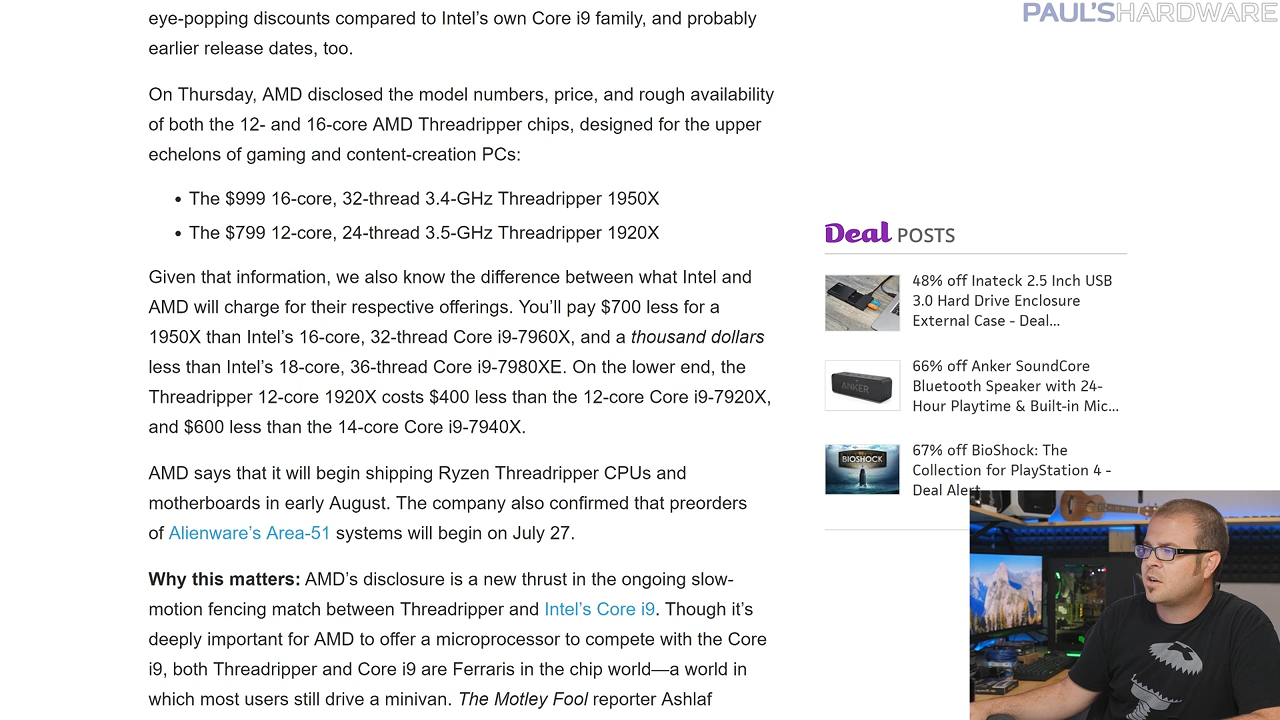 PAUL'SHARDWARE
eye-popping discounts compared to Intel's own Core i9 family, and probably
earlier release dates, too.
On Thursday, AMD disclosed the model numbers, price, and rough availability
of both the 12- and 16-core AMD Threadripper chips, designed for the upper
echelons of gaming and content-creation PCs:
• The $999 16-core, 32-thread 3.4-GHz Threadripper 1950X
• The $799 12-core, 24-thread 3.5-GHz Threadripper 1920X
Given that information, we also know the difference between what Intel and
AMD will charge for their respective offerings. You'll pay $700 less for a
1950X than Intel's 16-core, 32-thread Core i9-7960X, and a thousand dollars
less than Intel's 18-core, 36-thread Core i9-7980XE. On the lower end, the
Threadripper 12-core 1920X costs $400 less than the 12-core Core i9-7920X,
and $600 less than the 14-core Core i9-7940X.
AMD says that it will begin shipping Ryzen Threadripper CPUs and
motherboards in early August. The company also confirmed that preorders
of Alienware's Area-51 systems will begin on July 27.
Why this matters: AMD's disclosure is a new thrust in the ongoing slow-
motion fencing match between Threadripper and Intel's Core i9. Though it's
deeply important for AMD to offer a microprocessor to compete with the Core
i9, both Threadripper and Core i9 are Ferraris in the chip world—a world in
which most users still drive a minivan. The Motley Fool reporter Ashlaf
Deal POSTS
48% off Inateck 2.5 Inch USB
3.0 Hard Drive Enclosure
External Case - Deal...
ANKER
66% off Anker SoundCore
Bluetooth Speaker with 24-
Hour Playtime & Built-in Mic...
BIOSHOCK
67% off BioShock: The
Collection for PlayStation 4 -
Deal Alert